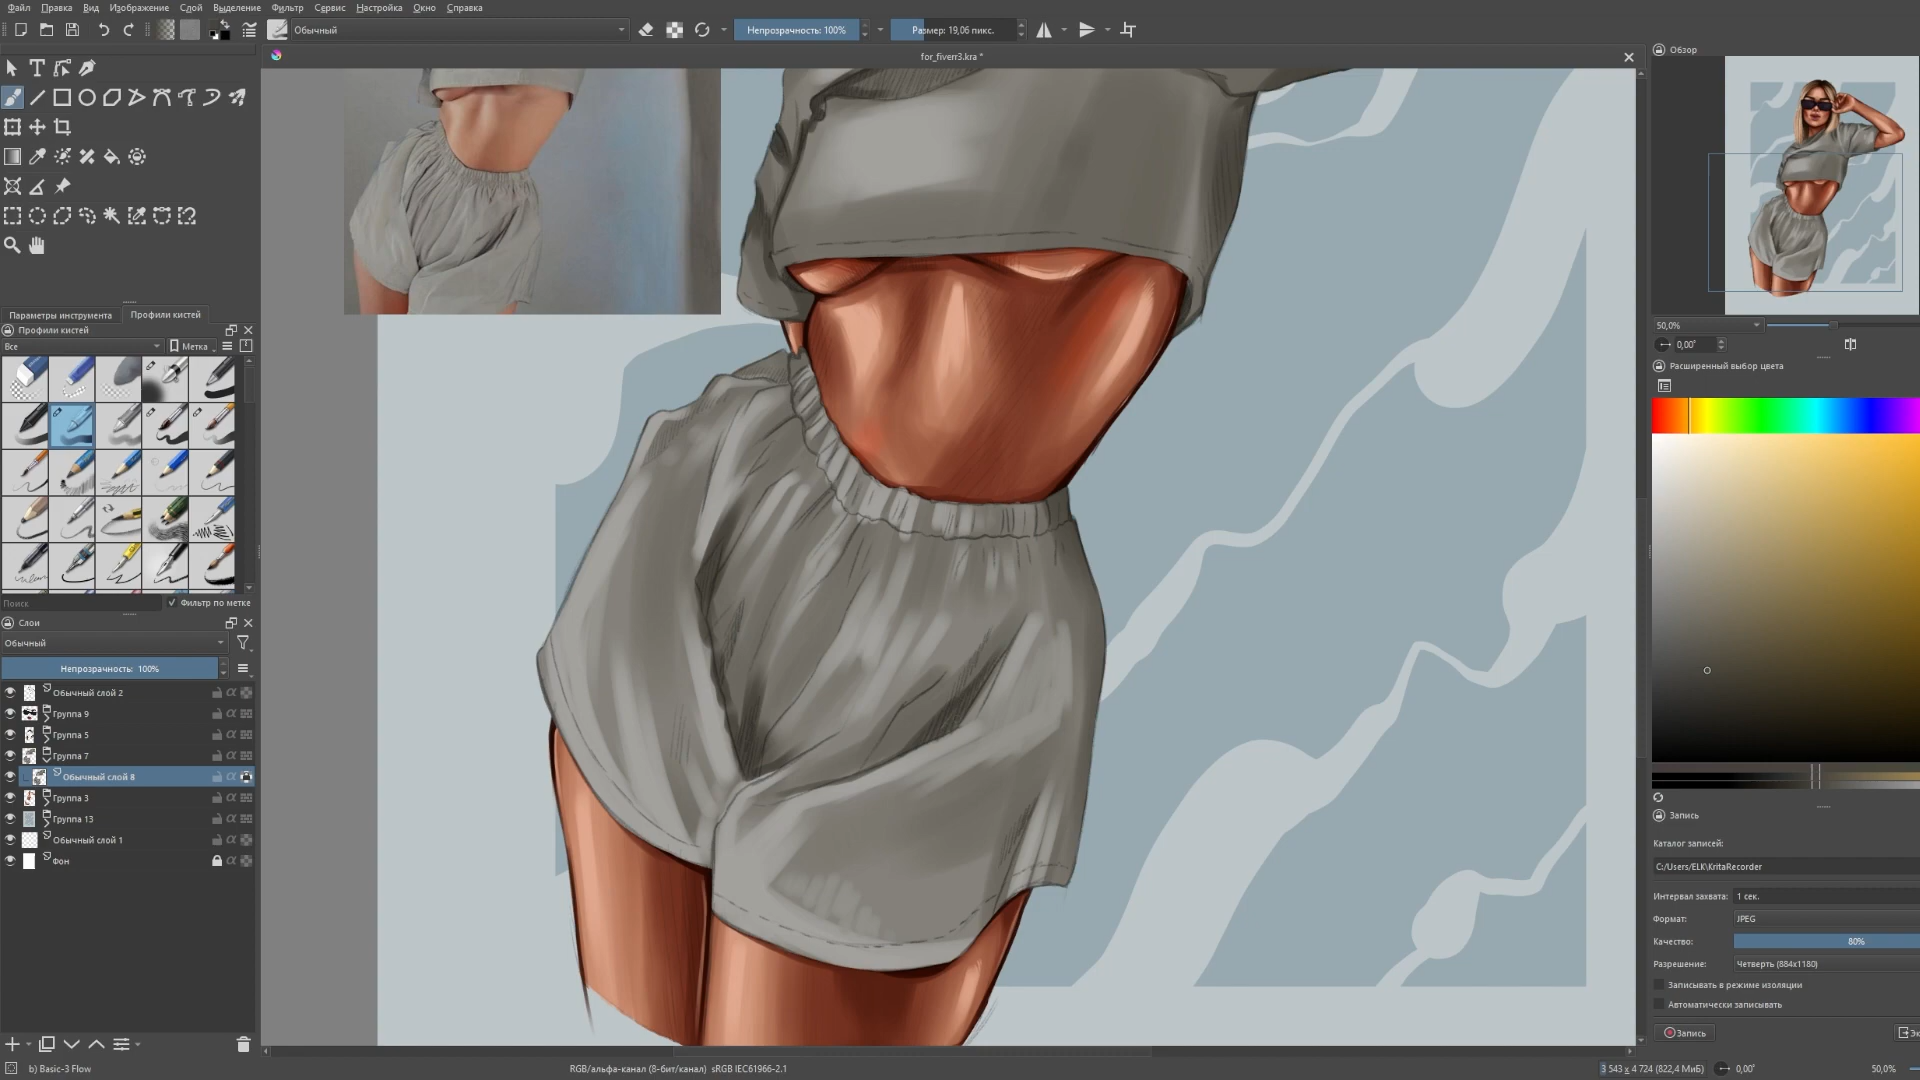 Файл Правка Вид Изображение Выделение Слой Фильтр Сервис Настройка Окно Справка
Обычный
Непрозрачность: 100%
Размер: 19,06 пикс.
for_fiverr3.kra *
Обзор
Параметры инструмента
Профили кистей
Профили кистей
Все
Метка
Поиск
Фильтр по метке
Слои
Обычный
Непрозрачность: 100%
Обычный слой 2
Группа 9
Группа 5
Группа 7
Обычный слой 8
Группа 3
Группа 13
Обычный слой 1
Фон
50,0%
0,00°
Расширенный выбор цвета
Запись
Каталог записей:
C:/Users/ELK\KritaRecorder
Интервал захвата: 1 сек.
Формат: JPEG
Качество: 80%
Разрешение: Четверть (884x1180)
Записывать в режиме изоляции
Автоматически записывать
Запись
b) Basic-3 Flow
RGB/альфа-канал (8-бит/канал) sRGB IEC61966-2.1
3 543 x 4 724 (822,4 МиБ)
0,00°
50,0%